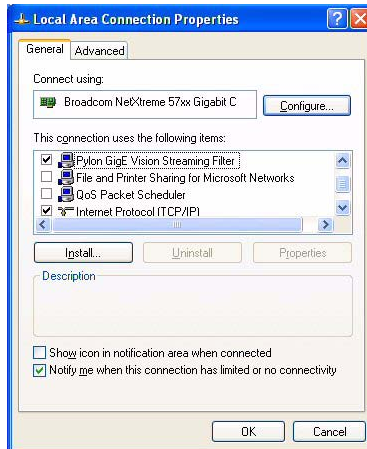 Local Area Connection Properties
General Advanced
Connect using:
Broadcom NetXtreme 57xx Gigabit C
Configure...
This connection uses the following items:
Pylon GigE Vision Streaming Filter
File and Printer Sharing for Microsoft Networks
QoS Packet Scheduler
Internet Protocol (TCP/IP)
Install... Uninstall Properties
Description
Show icon in notification area when connected
Notify me when this connection has limited or no connectivity
OK Cancel